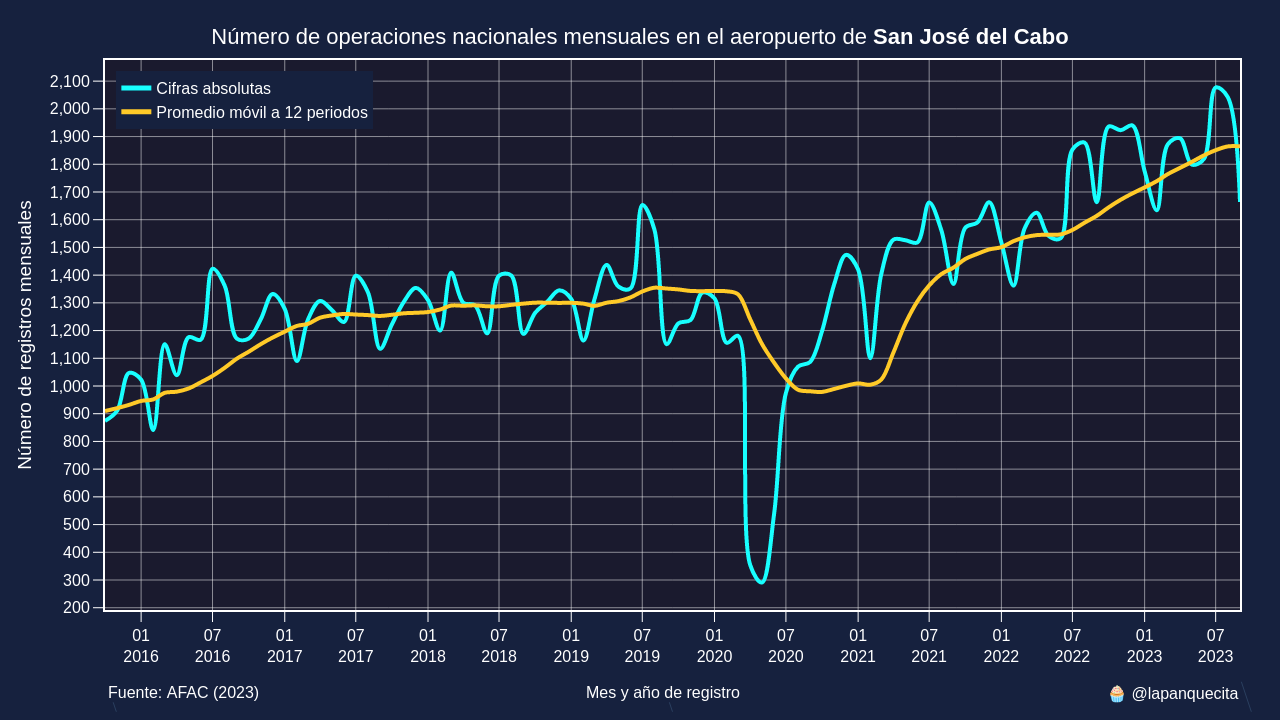 Número de operaciones nacionales mensuales en el aeropuerto de San José del Cabo
Cifras absolutas
Promedio móvil a 12 periodos
Número de registros mensuales
2,100
2,000
1,900
1,800
1,700
1,600
1,500
1,400
1,300
1,200
1,100
1,000
900
800
700
600
500
400
300
200
01 07 01 07 01 07 01 07 01 07 01 07 01 07 01 07
2016 2016 2017 2017 2018 2018 2019 2019 2020 2020 2021 2021 2022 2022 2023 2023
Fuente: AFAC (2023)
Mes y año de registro
🧁 @lapanquecita